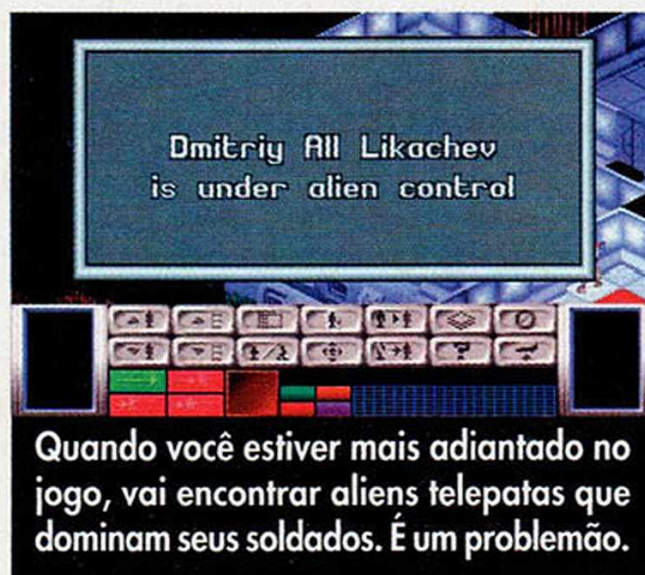 Dmitriy All Likachev
is under alien control
Quando você estiver mais adiantado no
jogo, vai encontrar aliens telepatas que
dominam seus soldados. É um problemão.